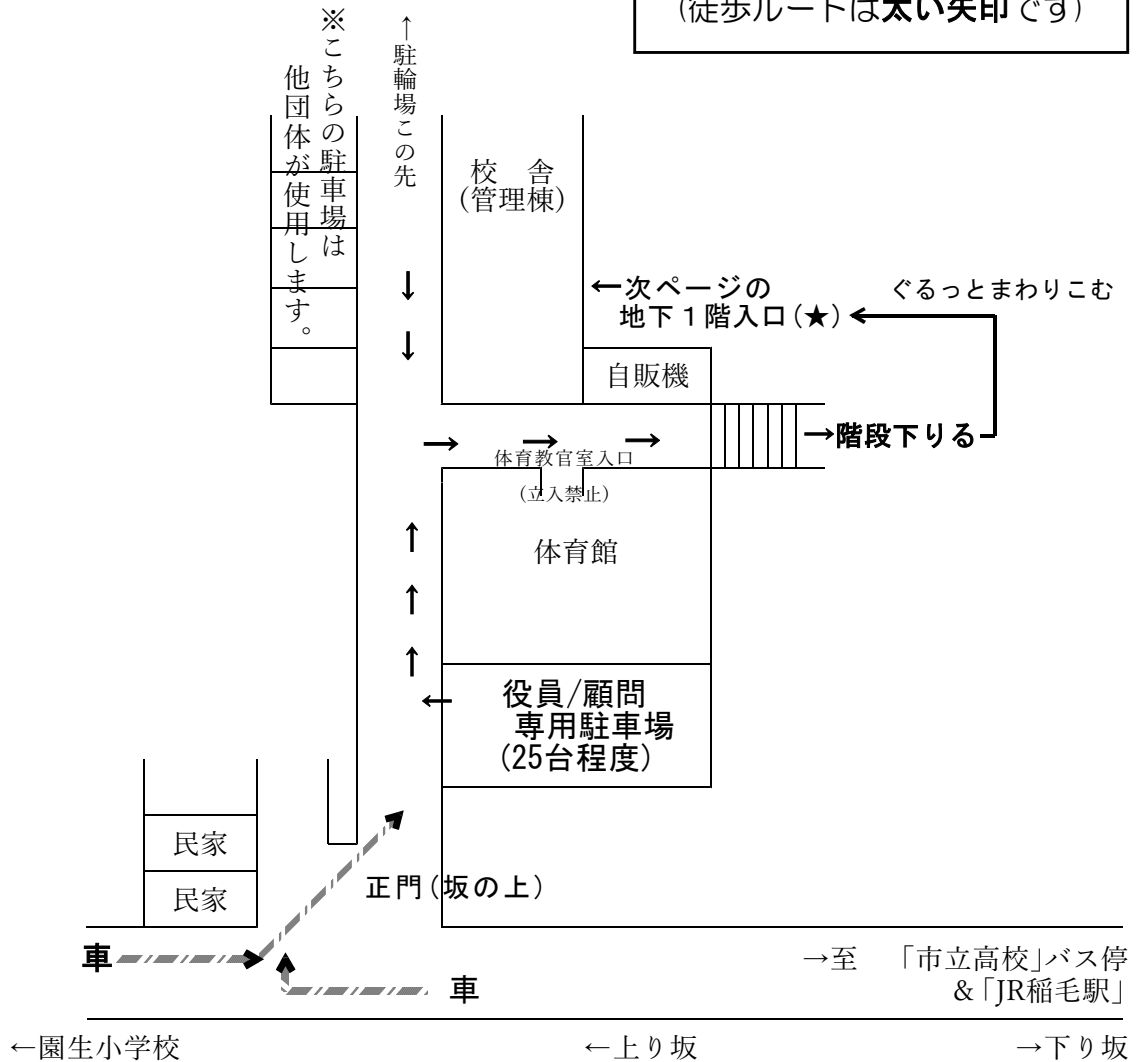 (徒歩ルートは太い矢印です)
↑駐輪場この先
※こちらの駐車場は
他団体が使用します。
校　舎
(管理棟)
←次ページの
地下１階入口(★)
ぐるっとまわりこむ
自販機
→階段下りる
体育教官室入口
(立入禁止)
体育館
役員/顧問
専用駐車場
(25台程度)
民家
民家
正門(坂の上)
車
車
→至　「市立高校」バス停
&「JR稲毛駅」
←園生小学校
←上り坂
→下り坂